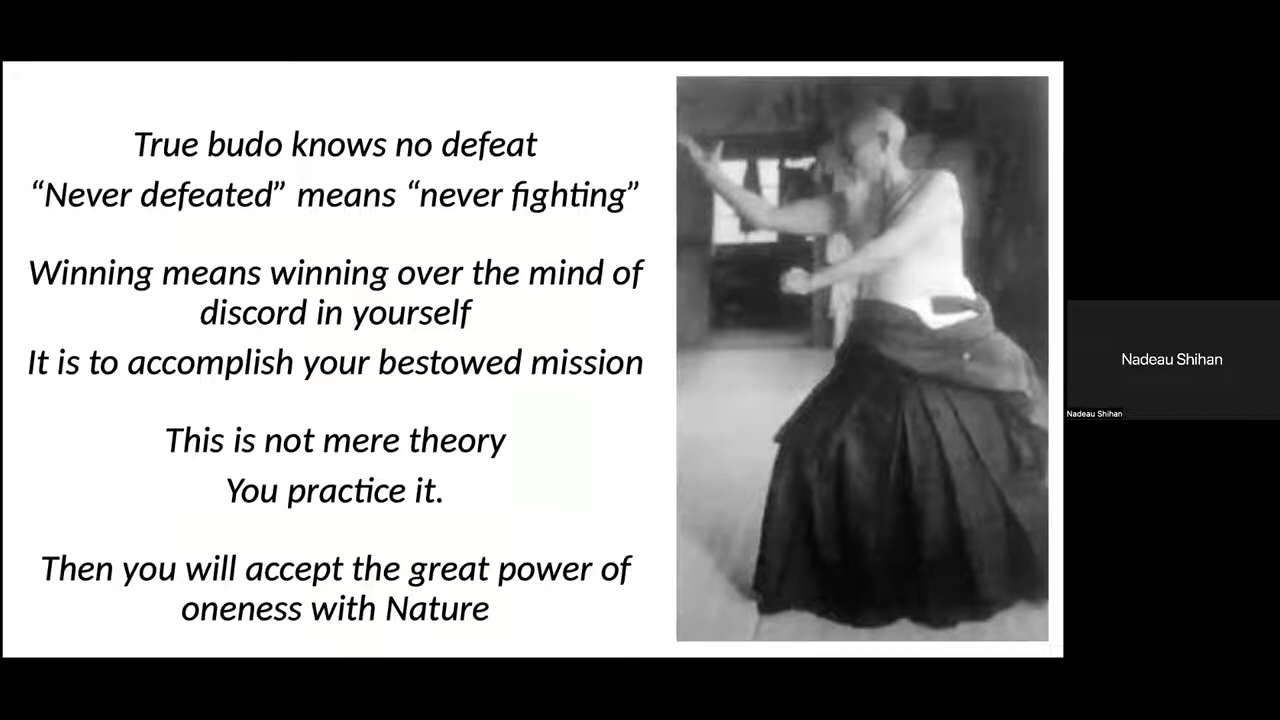 True budo knows no defeat
“Never defeated” means “never fighting”
Winning means winning over the mind of
discord in yourself
It is to accomplish your bestowed mission
This is not mere theory
You practice it.
Then you will accept the great power of
oneness with Nature
Nadeau Shihan
Nadeau Shihan